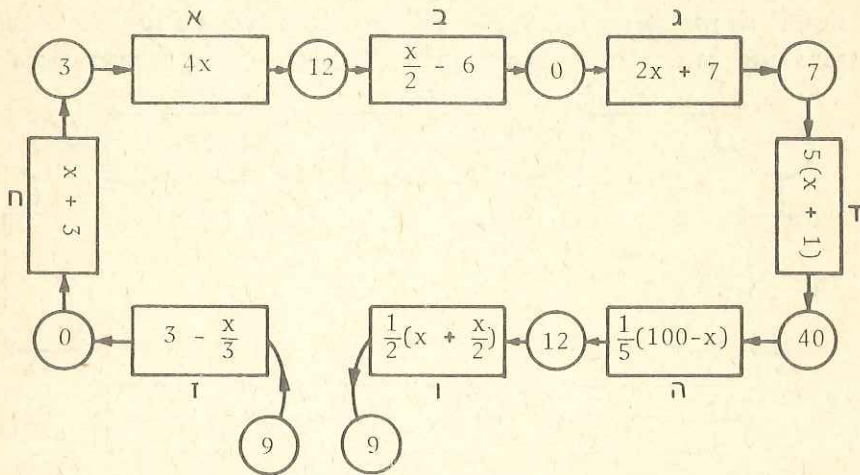 א ב ג
3 4x 12 x/2 - 6 0 2x + 7 7
ח x + 3 5(x + 1) ד
0 3 - x/3 1/2(x + x/2) 12 1/5(100-x) 40
ז ו ה
9 9